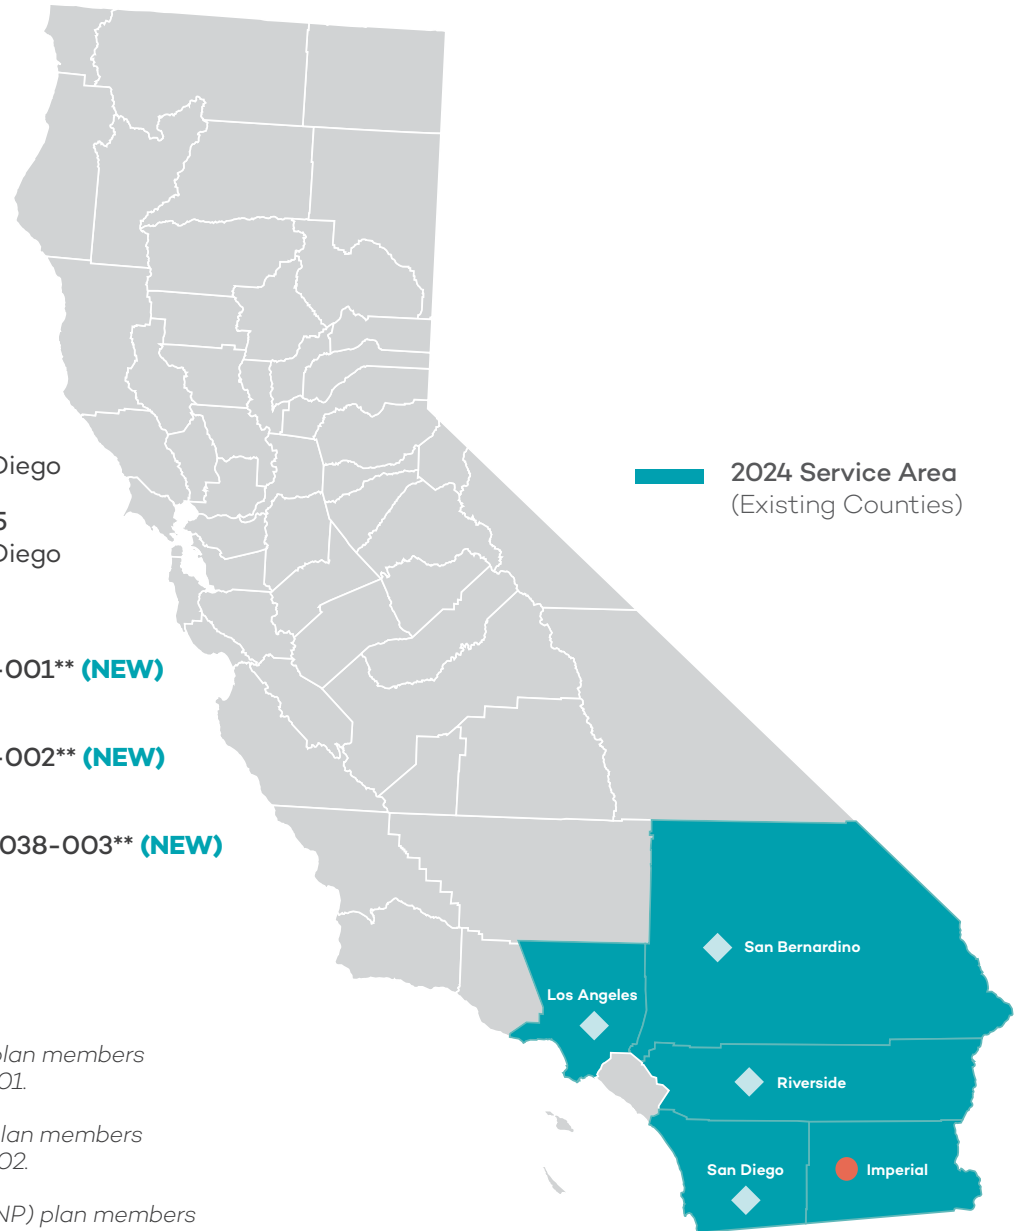 Diego
5
Diego
-001** (NEW)
-002** (NEW)
038-003** (NEW)
2024 Service Area
(Existing Counties)
San Bernardino
Los Angeles
Riverside
San Diego
Imperial
plan members
01.
plan members
02.
NP) plan members